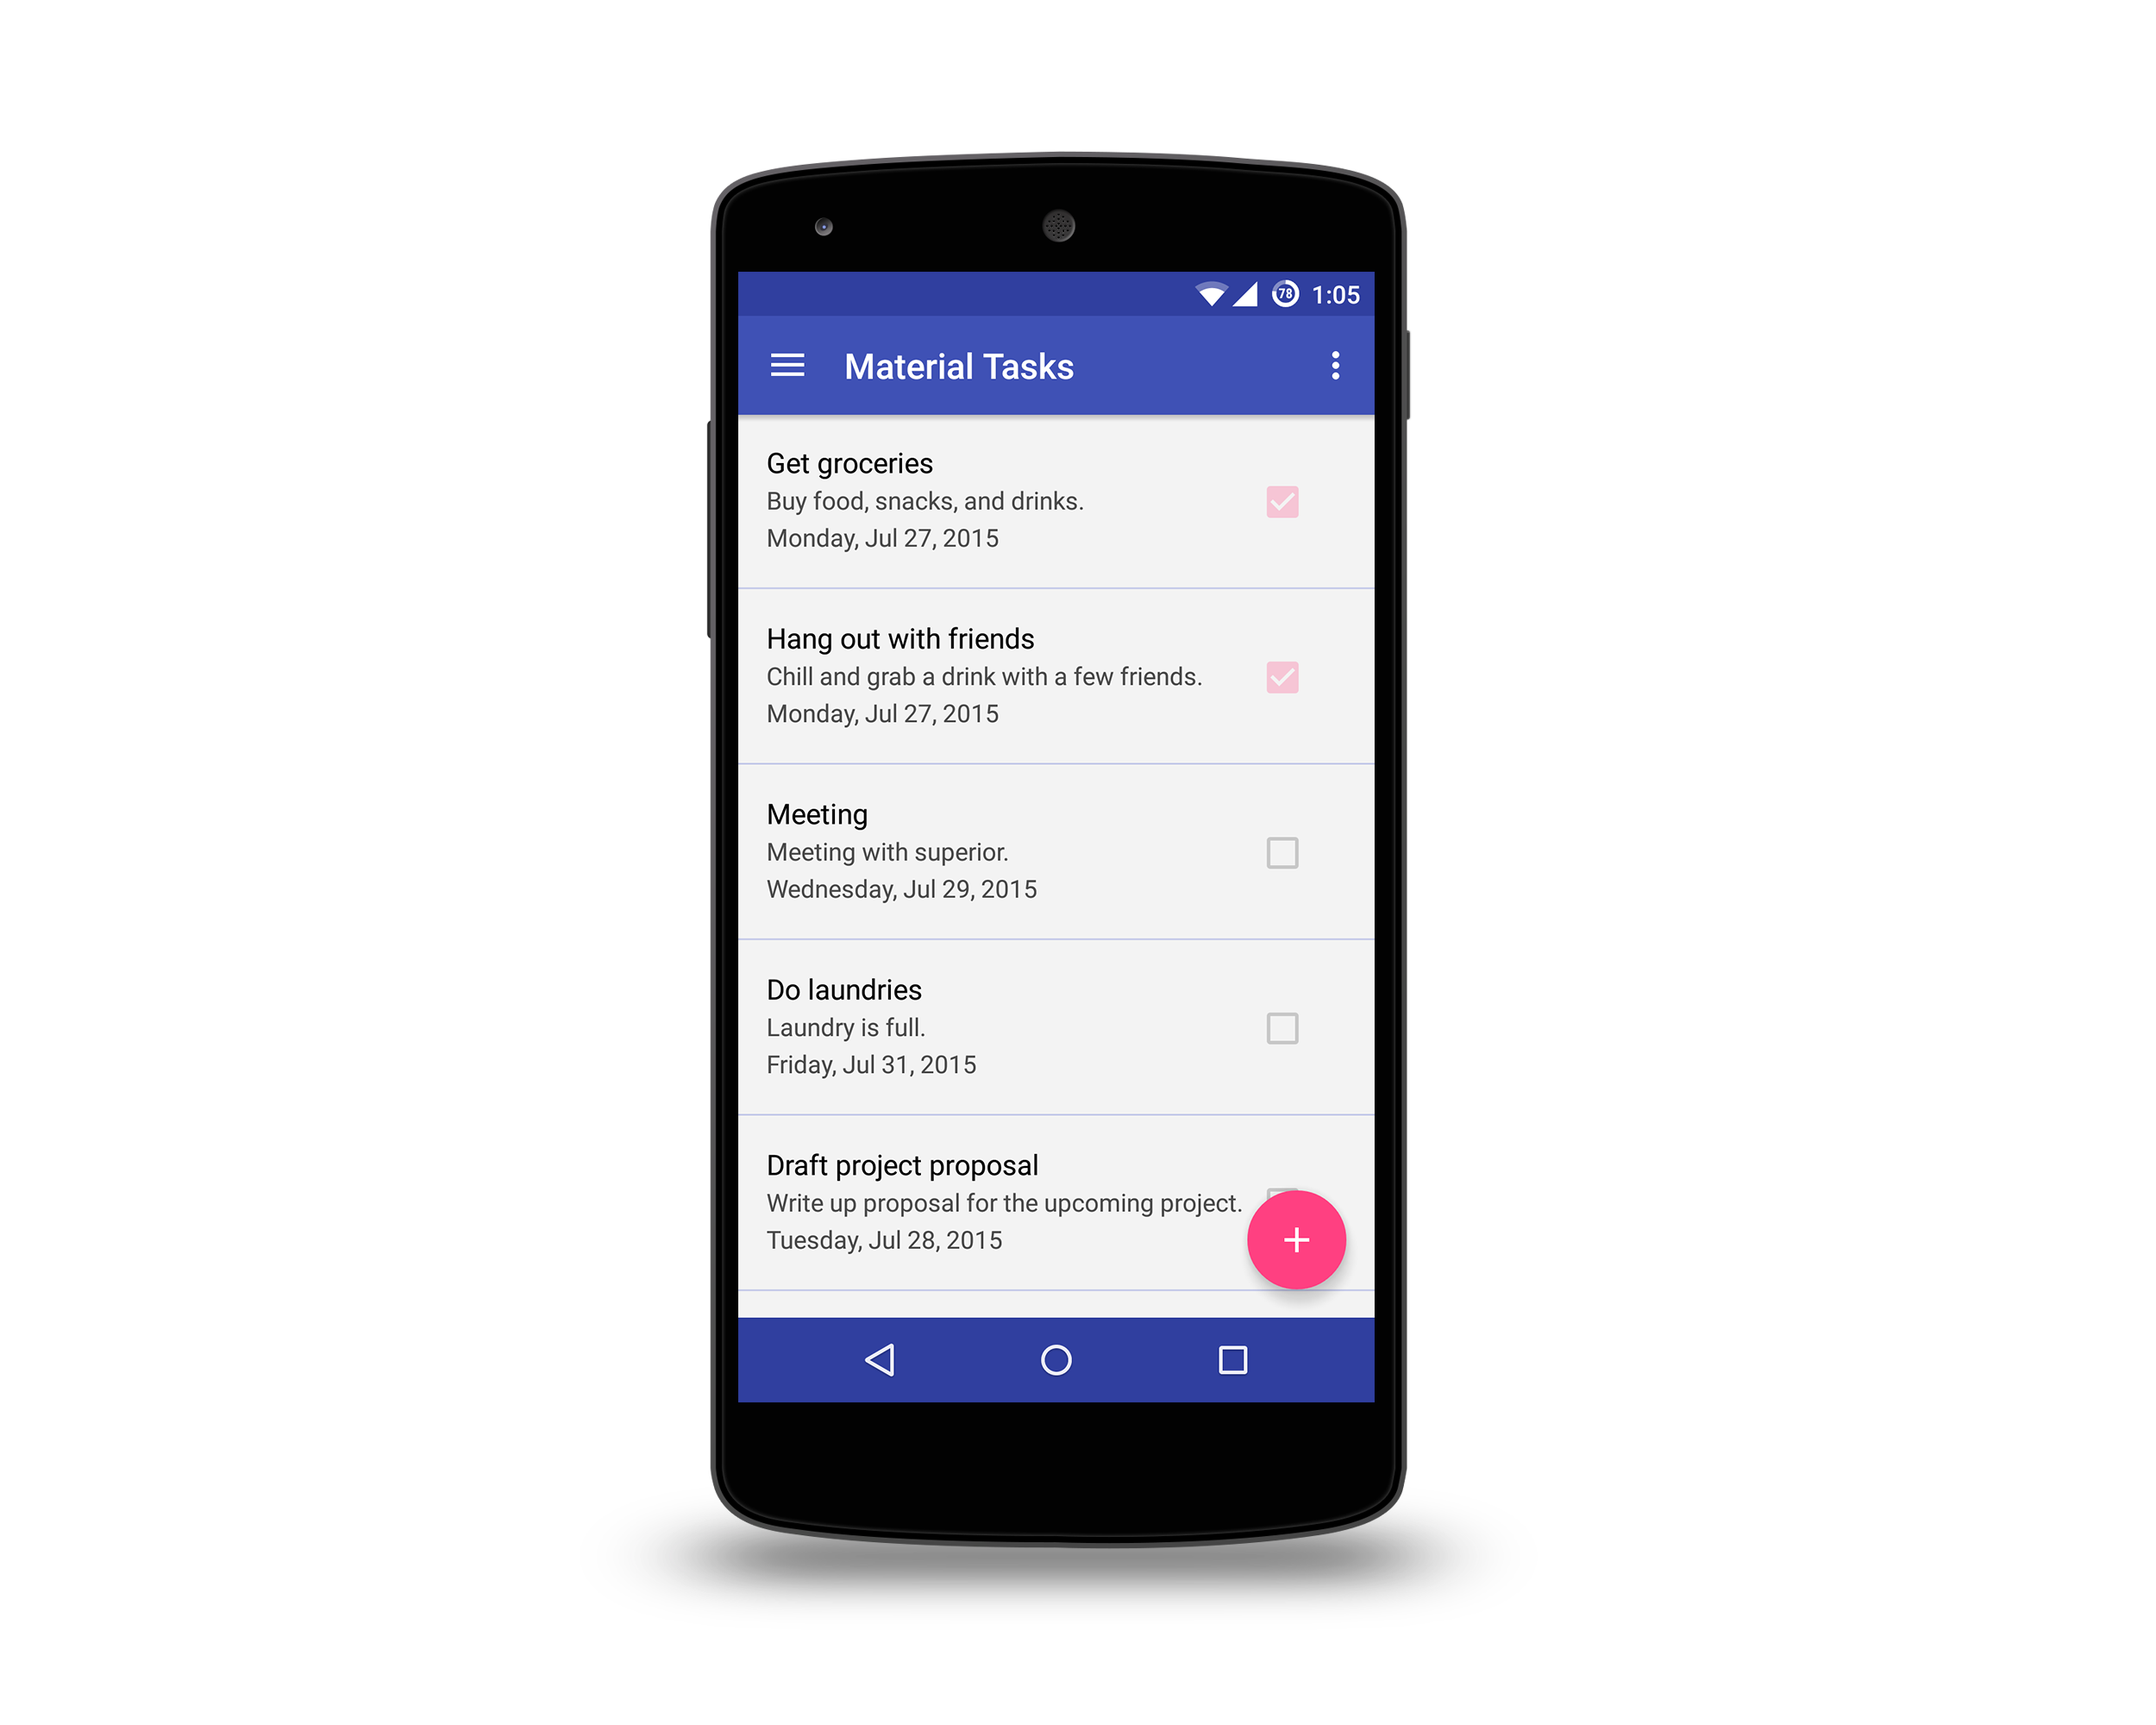 78 1:05
Material Tasks
Get groceries
Buy food, snacks, and drinks.
Monday, Jul 27, 2015
Hang out with friends
Chill and grab a drink with a few friends.
Monday, Jul 27, 2015
Meeting
Meeting with superior.
Wednesday, Jul 29, 2015
Do laundries
Laundry is full.
Friday, Jul 31, 2015
Draft project proposal
Write up proposal for the upcoming project.
Tuesday, Jul 28, 2015